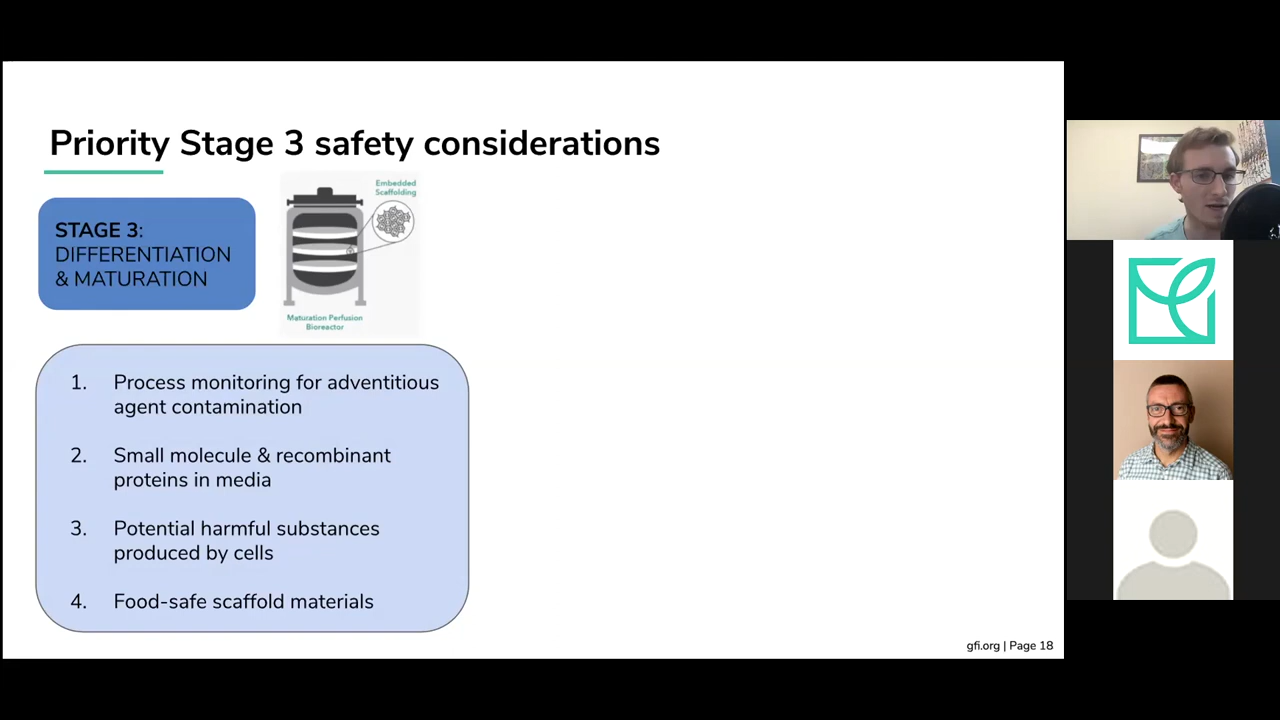 Priority Stage 3 safety considerations
STAGE 3:
DIFFERENTIATION
& MATURATION
Embedded
Scaffolding
Maturation Perfusion
Bioreactor
1. Process monitoring for adventitious
agent contamination
2. Small molecule & recombinant
proteins in media
3. Potential harmful substances
produced by cells
4. Food-safe scaffold materials
gfi.org | Page 18